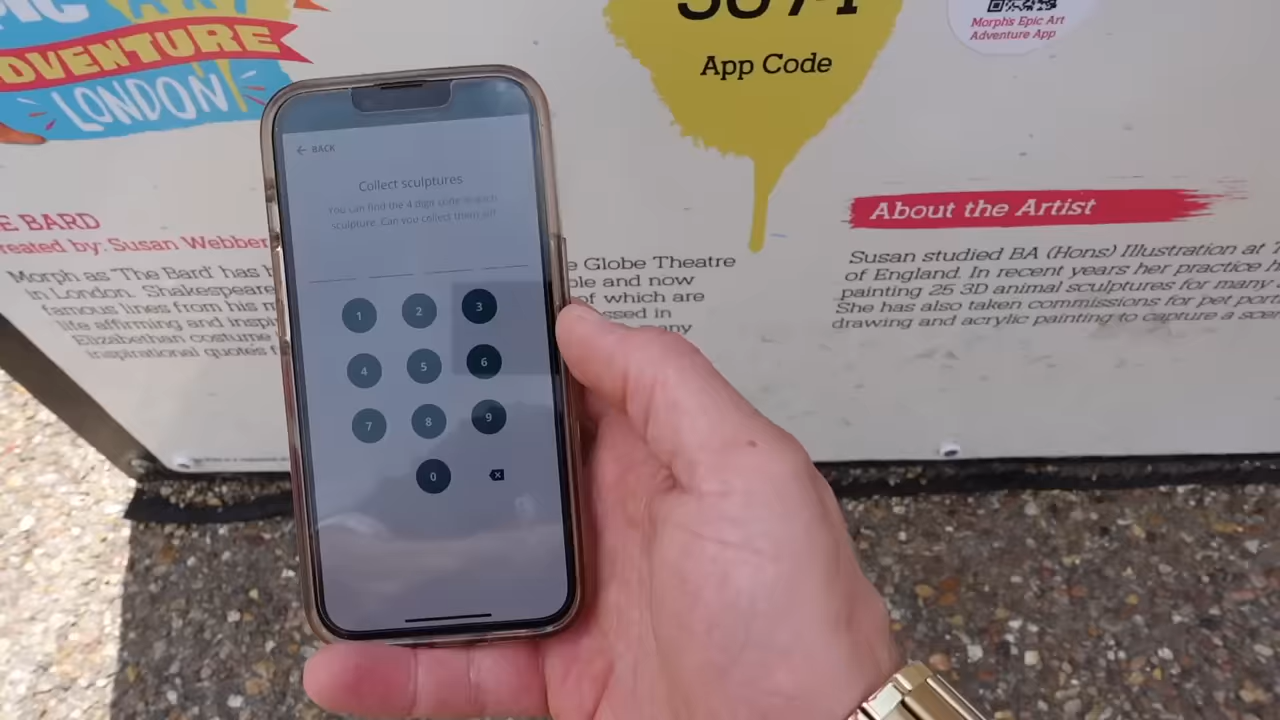 ADVENTURE
LONDON
App Code
Morph's Epic Art
Adventure App
BACK
Collect sculptures
You can find the 4 digit code on each
sculpture. Can you collect them all?
1
2
3
4
5
6
7
8
9
0
E BARD
reated by: Susan Webber
Morph as 'The Bard' has
in London. Shakespeare
famous lines from his
life affirming and inspi
Elizabethan costume
inspirational quotes
e Globe Theatre
ple and now
of which are
ssed in
many
About the Artist
Susan studied BA (Hons) Illustration at
of England. In recent years her practice
painting 25 3D animal sculptures for many
She has also taken commissions for pet por
drawing and acrylic painting to capture a